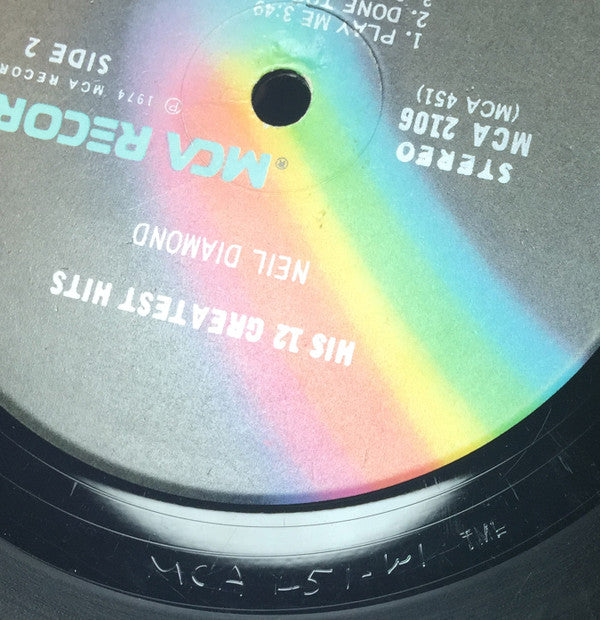 HIS 12 GREATEST HITS
NEIL DIAMOND
MCA RECOR
®
STEREO
MCA 2106
(MCA 451)
SIDE 2
℗ 1974 MCA RECOR
1. PLAY ME 3:49
2. DONE
MCA